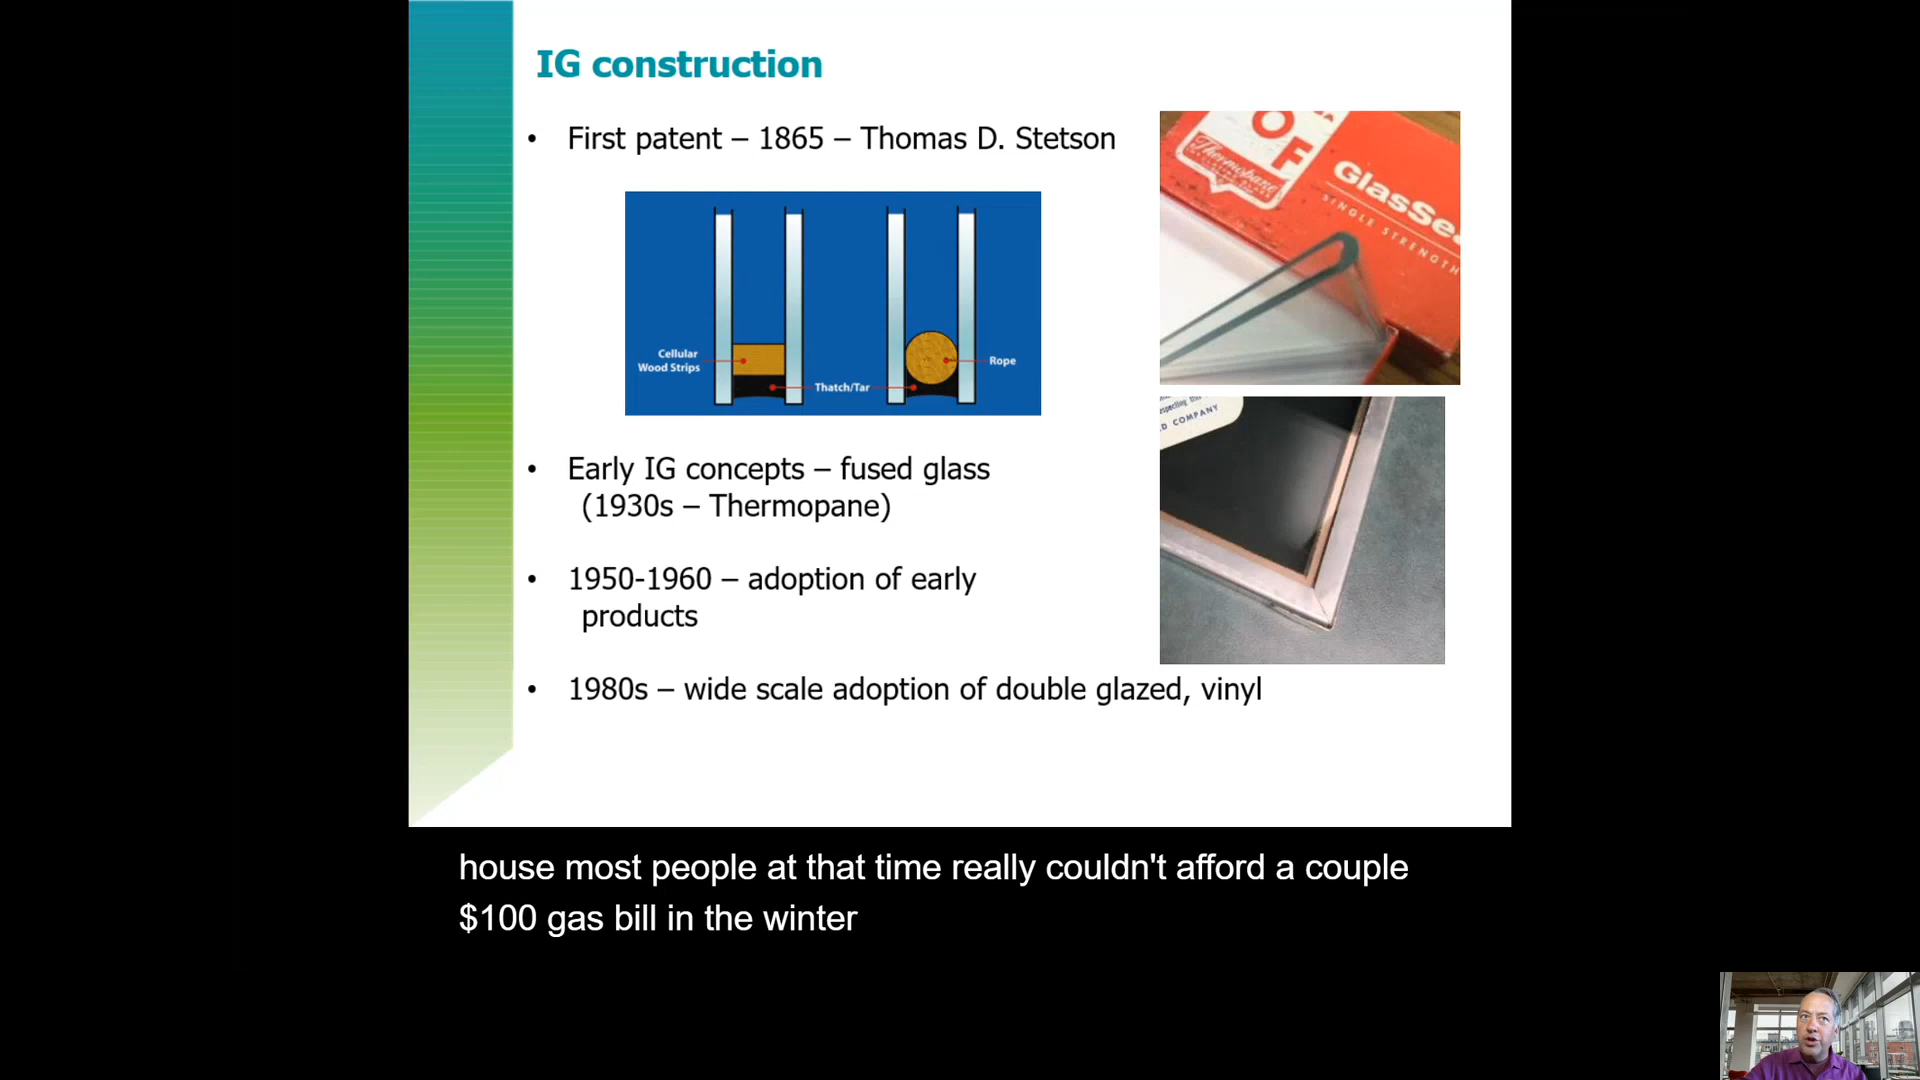 IG construction
• First patent – 1865 – Thomas D. Stetson
Cellular
Wood Strips
Thatch/Tar
Rope
O
F
Thermopane
GlasSe
SINGLE STRENGTH
D COMPANY
• Early IG concepts – fused glass
(1930s – Thermopane)
• 1950-1960 – adoption of early
products
• 1980s – wide scale adoption of double glazed, vinyl
house most people at that time really couldn't afford a couple
$100 gas bill in the winter